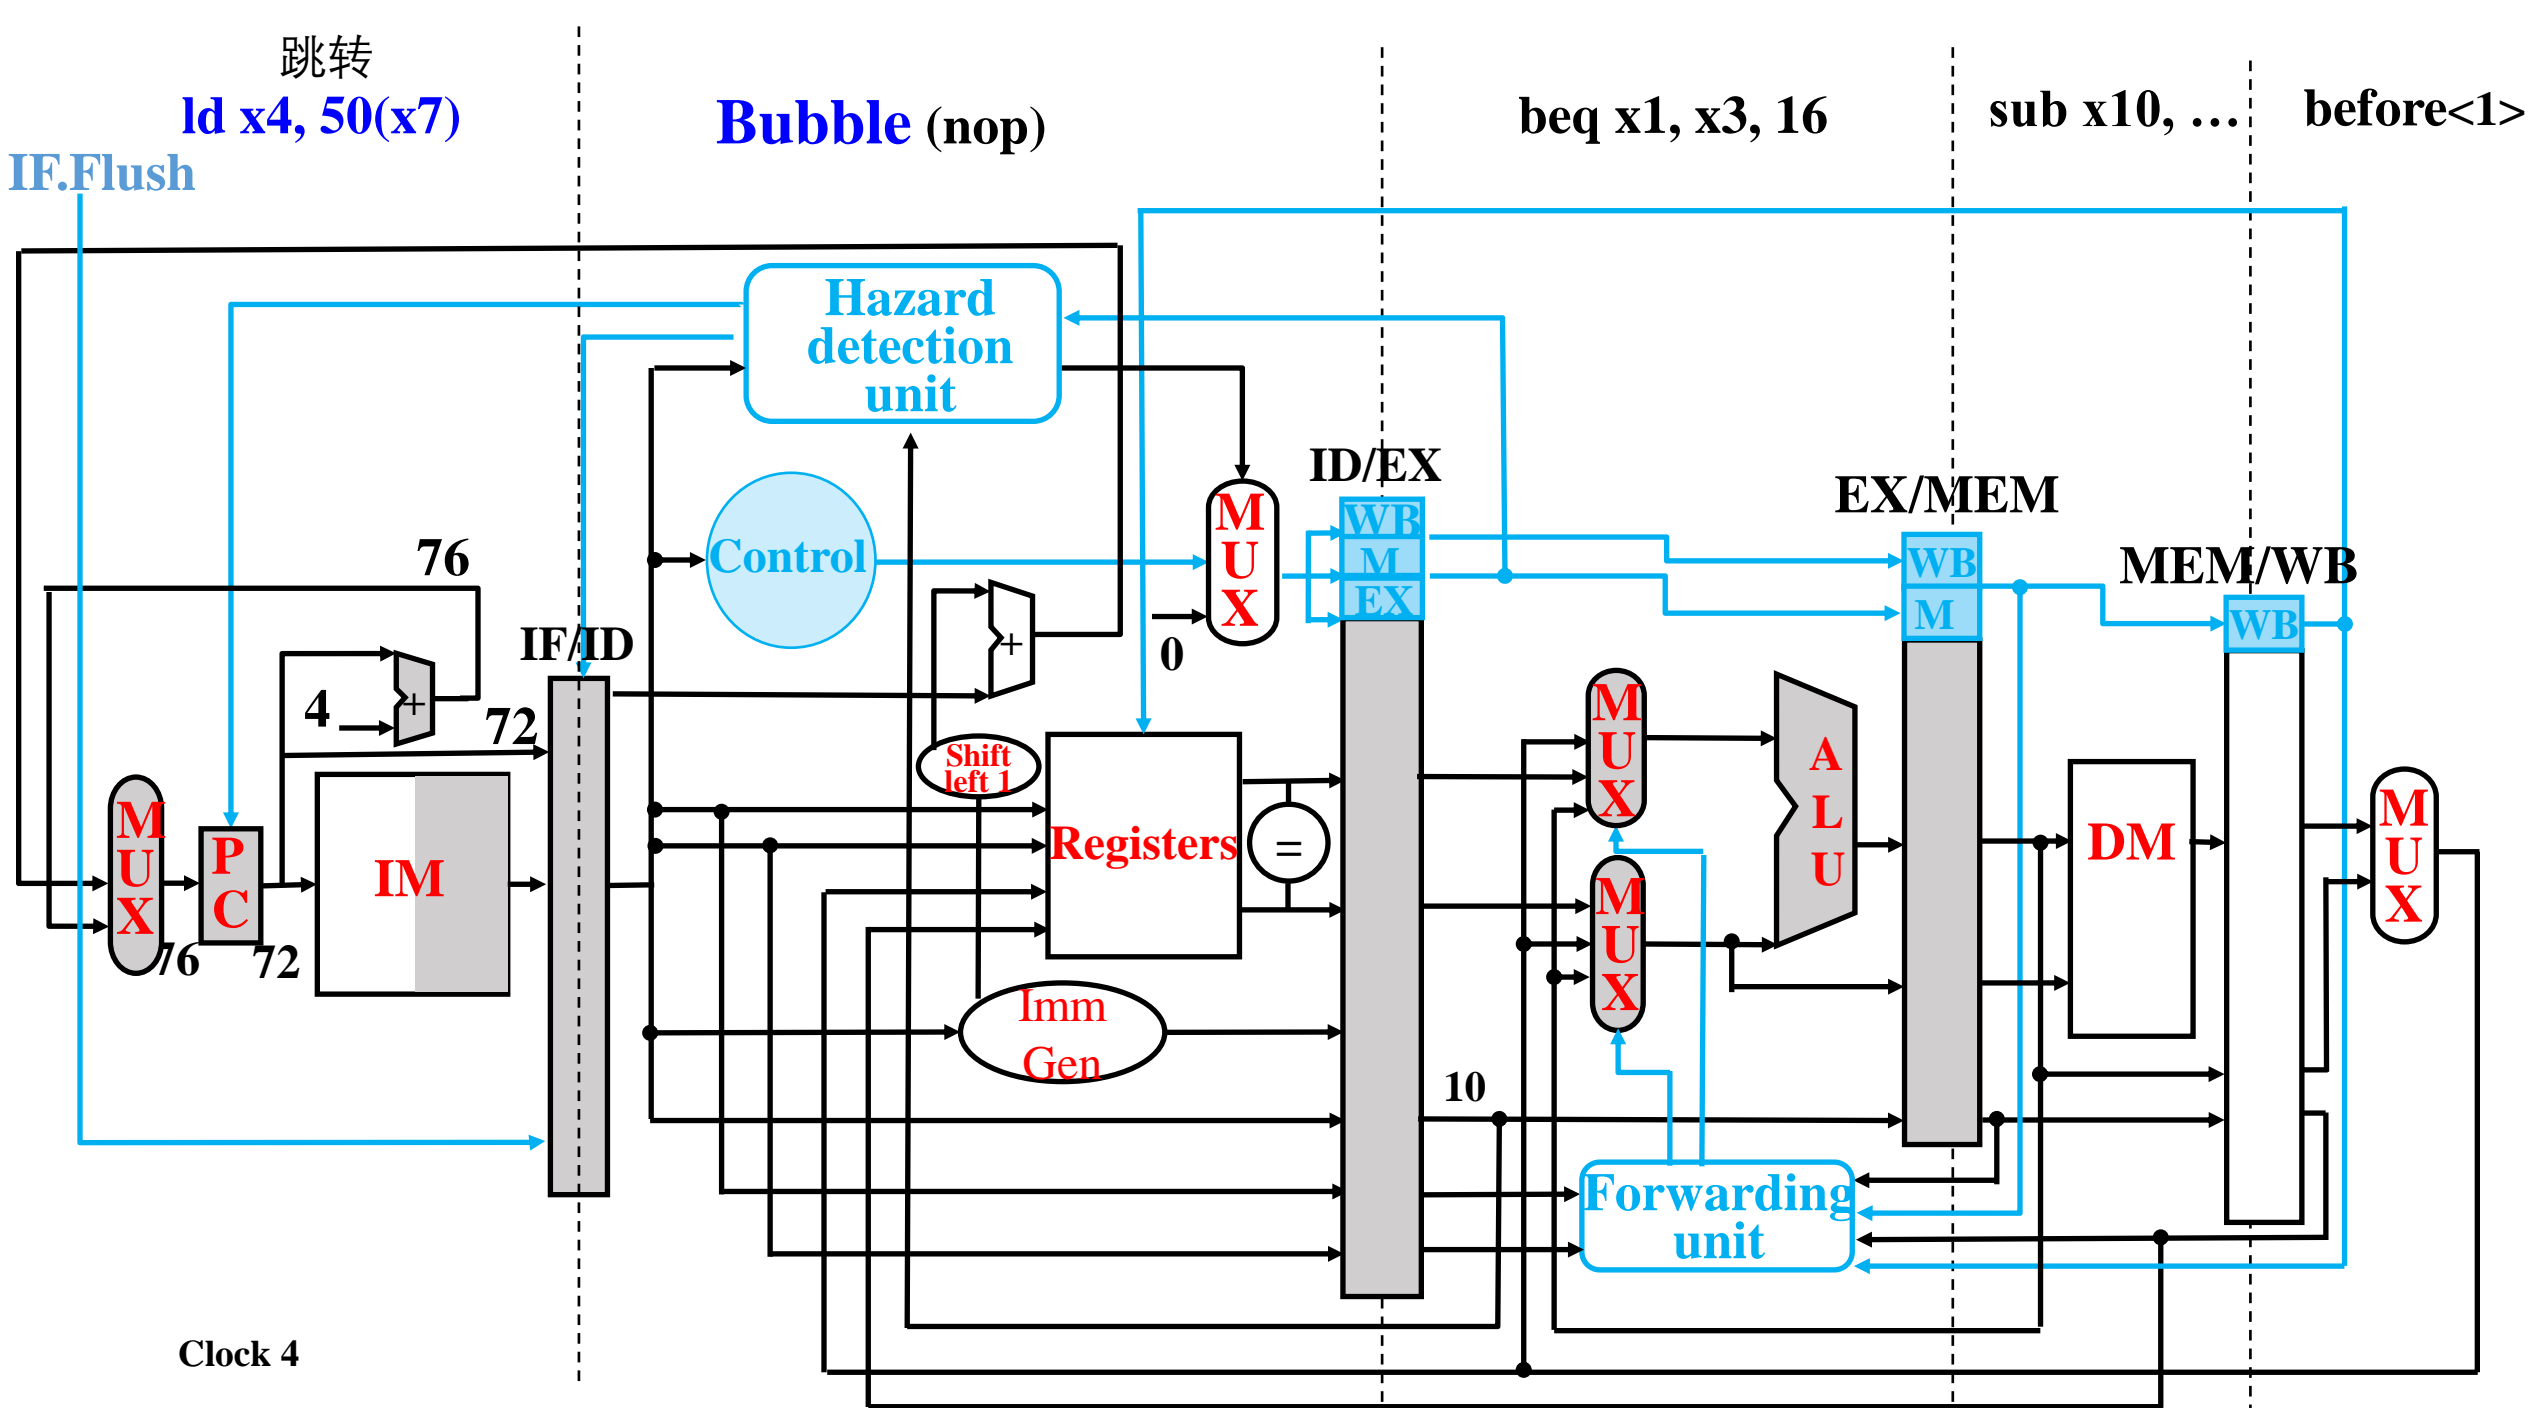 跳转
ld x4, 50(x7)
Bubble (nop)
beq x1, x3, 16
sub x10, …
before<1>
IF.Flush
Hazard
detection
unit
ID/EX
EX/MEM
MEM/WB
IF/ID
Control
M
U
X
0
WB
M
EX
WB
M
WB
76
4
+
72
+
Shift
left 1
M
U
X
76
P
C
72
IM
Registers
=
Imm
Gen
M
U
X
M
U
X
A
L
U
DM
M
U
X
10
Forwarding
unit
Clock 4